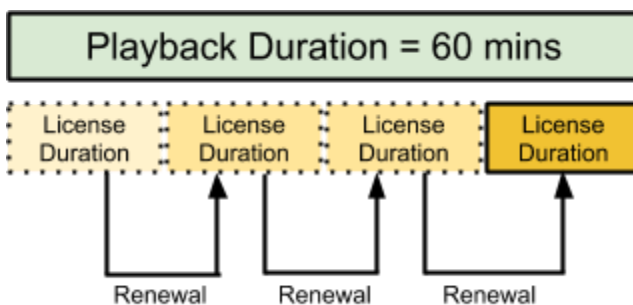 Playback Duration = 60 mins
License Duration
License Duration
License Duration
License Duration
Renewal
Renewal
Renewal